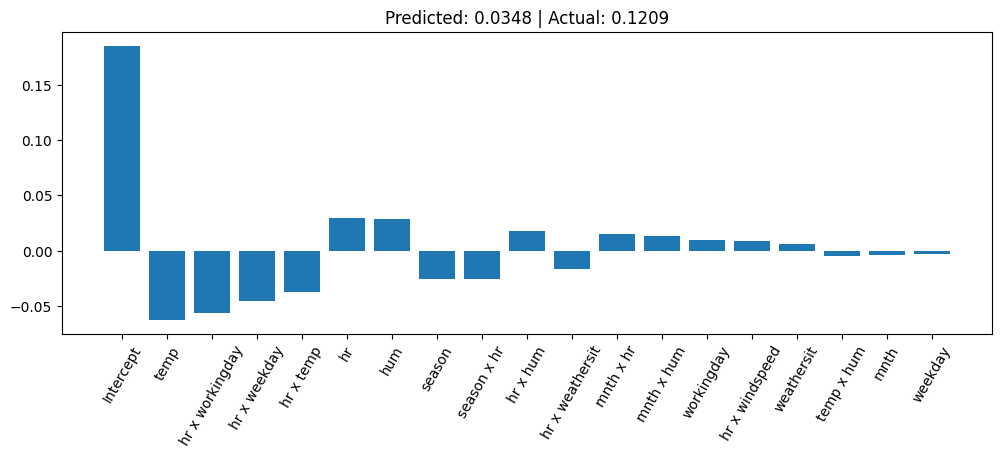 Predicted: 0.0348 | Actual: 0.1209
0.15
0.10
0.05
0.00
−0.05
Intercept
temp
hr x workingday
hr x weekday
hr x temp
hr
hum
season
season x hr
hr x hum
hr x weathersit
mnth x hr
mnth x hum
workingday
hr x windspeed
weathersit
temp x hum
mnth
weekday